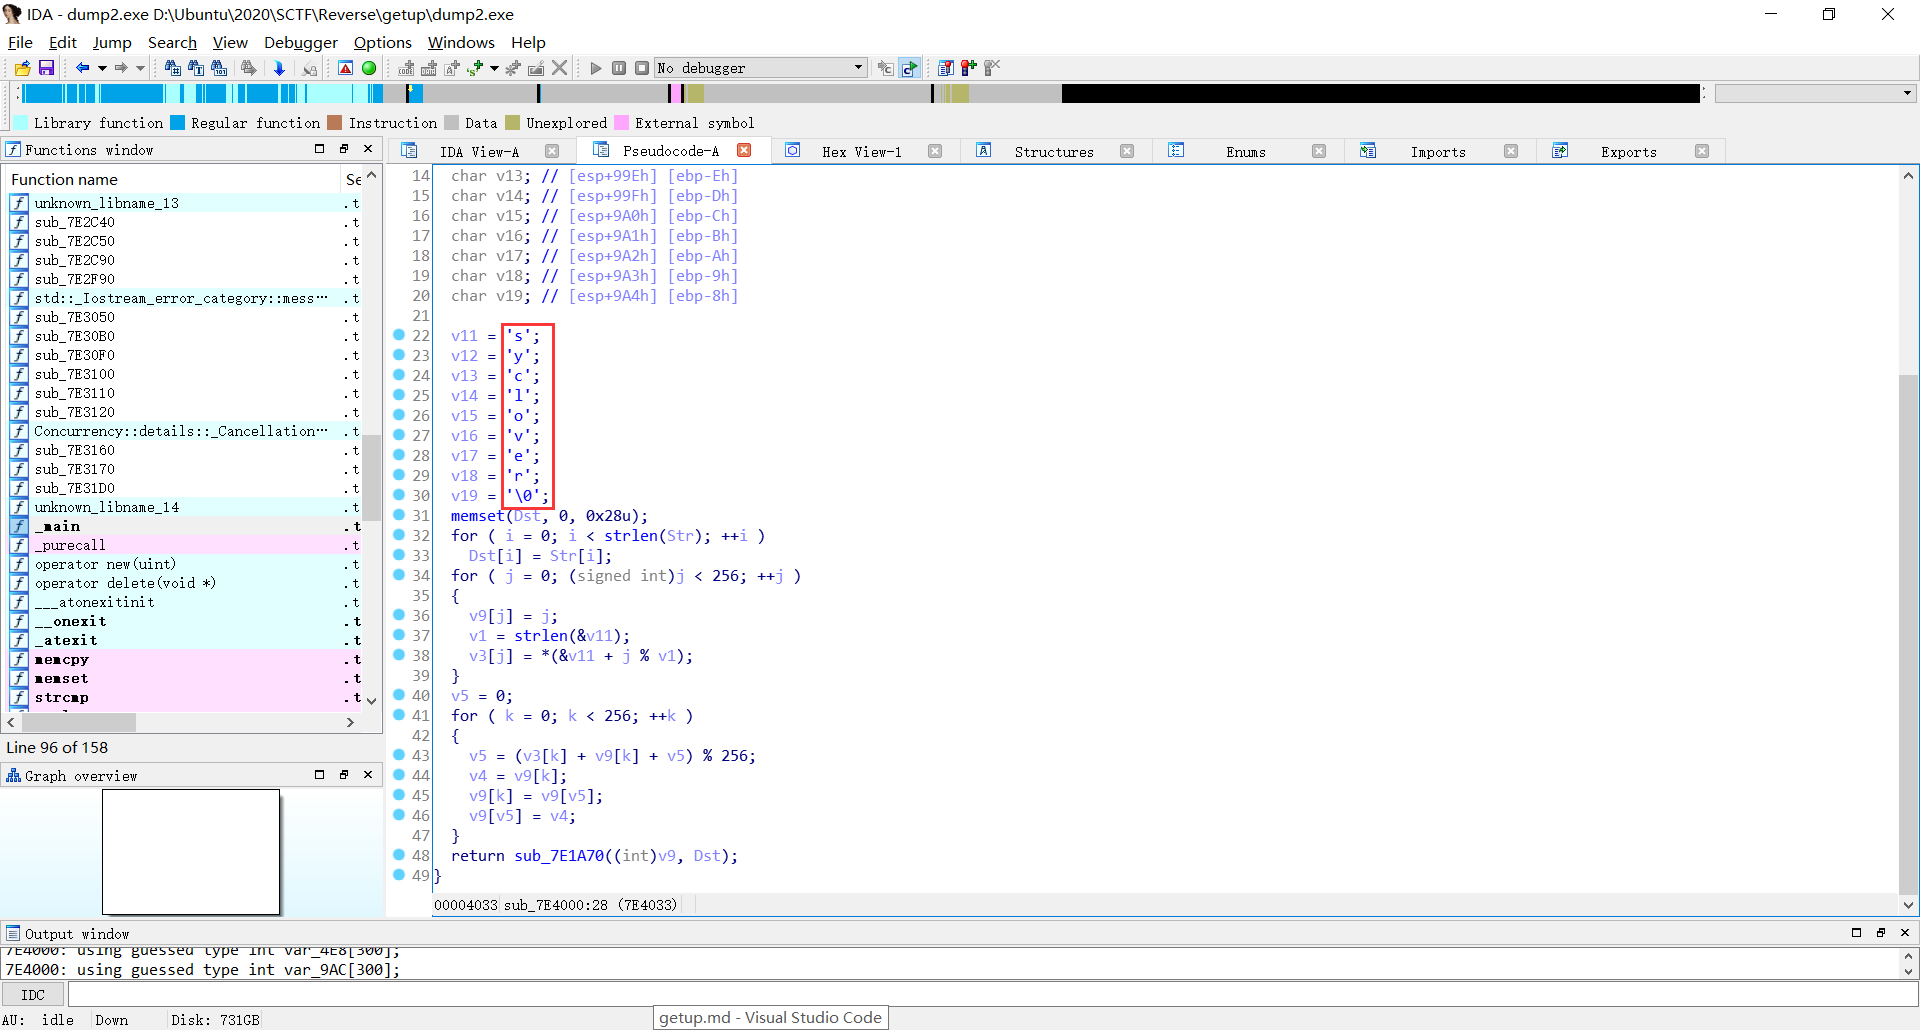 IDA - dump2.exe D:\Ubuntu\2020\SCTF\Reverse\getup\dump2.exe
File Edit Jump Search View Debugger Options Windows Help
No debugger
Library function Regular function Instruction Data Unexplored External symbol
Functions window
Function name Se
unknown_libname_13 .t
sub_7E2C40 .t
sub_7E2C50 .t
sub_7E2C90 .t
sub_7E2F90 .t
std::_Iostream_error_category::mess… .t
sub_7E3050 .t
sub_7E30B0 .t
sub_7E30F0 .t
sub_7E3100 .t
sub_7E3110 .t
sub_7E3120 .t
Concurrency::details::_Cancellation… .t
sub_7E3160 .t
sub_7E3170 .t
sub_7E31D0 .t
unknown_libname_14 .t
_main .t
_purecall .t
operator new(uint) .t
operator delete(void *) .t
___atonexitinit .t
__onexit .t
_atexit .t
memcpy .t
memset .t
strcmp .t
Line 96 of 158
Graph overview
IDA View-A Pseudocode-A Hex View-1 Structures Enums Imports Exports
14 char v13; // [esp+99Eh] [ebp-Eh]
15 char v14; // [esp+99Fh] [ebp-Dh]
16 char v15; // [esp+9A0h] [ebp-Ch]
17 char v16; // [esp+9A1h] [ebp-Bh]
18 char v17; // [esp+9A2h] [ebp-Ah]
19 char v18; // [esp+9A3h] [ebp-9h]
20 char v19; // [esp+9A4h] [ebp-8h]
21
22 v11 = 's';
23 v12 = 'y';
24 v13 = 'c';
25 v14 = 'l';
26 v15 = 'o';
27 v16 = 'v';
28 v17 = 'e';
29 v18 = 'r';
30 v19 = '\0';
31 memset(Dst, 0, 0x28u);
32 for ( i = 0; i < strlen(Str); ++i )
33 Dst[i] = Str[i];
34 for ( j = 0; (signed int)j < 256; ++j )
35 {
36 v9[j] = j;
37 v1 = strlen(&v11);
38 v3[j] = *(&v11 + j % v1);
39 }
40 v5 = 0;
41 for ( k = 0; k < 256; ++k )
42 {
43 v5 = (v3[k] + v9[k] + v5) % 256;
44 v4 = v9[k];
45 v9[k] = v9[v5];
46 v9[v5] = v4;
47 }
48 return sub_7E1A70((int)v9, Dst);
49 }
00004033 sub_7E4000:28 (7E4033)
Output window
7E4000: using guessed type int var_4E8[300];
7E4000: using guessed type int var_9AC[300];
IDC
AU: idle Down Disk: 731GB
getup.md - Visual Studio Code